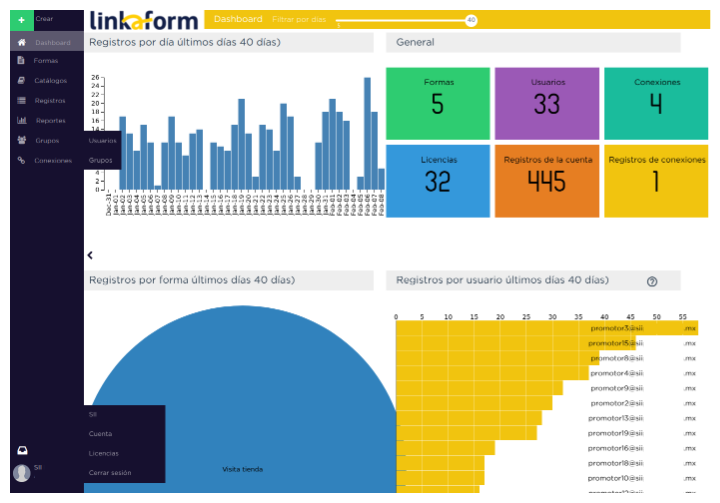 + Crear
linkaform
Dashboard Filtrar por días 40
Dashboard
Formas
Catálogos
Registros
Reportes
Grupos
Conexiones
Usuarios
Grupos
Registros por día últimos días 40 días)
26
24
22
20
18
16
4
2
0
Dec-31
Jan-01
Jan-02
Jan-03
Jan-04
Jan-05
Jan-06
Jan-07
Jan-08
Jan-09
Jan-10
Jan-11
Jan-12
Jan-13
Jan-14
Jan-15
Jan-16
Jan-17
Jan-18
Jan-19
Jan-20
Jan-23
Jan-24
Jan-25
Jan-26
Jan-27
Jan-28
Jan-29
Jan-30
Jan-31
Feb-01
Feb-02
Feb-03
Feb-04
Feb-05
Feb-06
Feb-07
Feb-08
General
Formas
5
Usuarios
33
Conexiones
4
Licencias
32
Registros de la cuenta
445
Registros de conexiones
1
Registros por forma últimos días 40 días)
Visita tienda
Registros por usuario últimos días 40 días)
0 5 10 15 20 25 30 35 40 45 50 55
promotor3@sii .mx
promotor15@sii .mx
promotor8@sii .mx
promotor4@sii .mx
promotor9@sii .mx
promotor2@sii .mx
promotor13@sii .mx
promotor19@sii .mx
promotor16@sii .mx
promotor18@sii .mx
promotor10@sii .mx
SII
Cuenta
Licencias
Cerrar sesión
SII